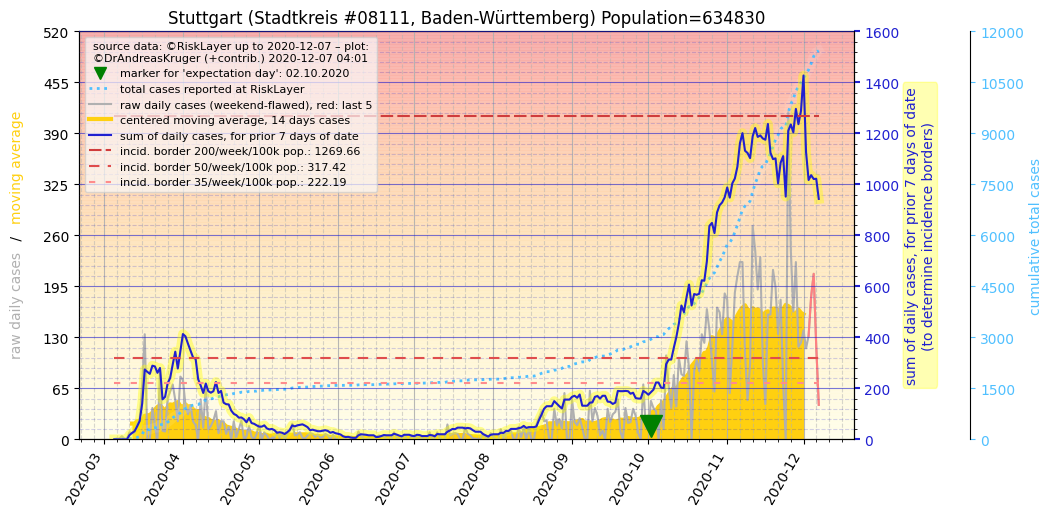 Stuttgart (Stadtkreis #08111, Baden-Württemberg) Population=634830
source data: ©RiskLayer up to 2020-12-07 – plot:
©DrAndreasKruger (+contrib.) 2020-12-07 04:01
marker for 'expectation day': 02.10.2020
total cases reported at RiskLayer
raw daily cases (weekend-flawed), red: last 5
centered moving average, 14 days cases
sum of daily cases, for prior 7 days of date
incid. border 200/week/100k pop.: 1269.66
incid. border 50/week/100k pop.: 317.42
incid. border 35/week/100k pop.: 222.19
raw daily cases / moving average
520
455
390
325
260
195
130
65
0
2020-03
2020-04
2020-05
2020-06
2020-07
2020-08
2020-09
2020-10
2020-11
2020-12
1600
1400
1200
1000
800
600
400
200
0
sum of daily cases, for prior 7 days of date
(to determine incidence borders)
12000
10500
9000
7500
6000
4500
3000
1500
0
cumulative total cases